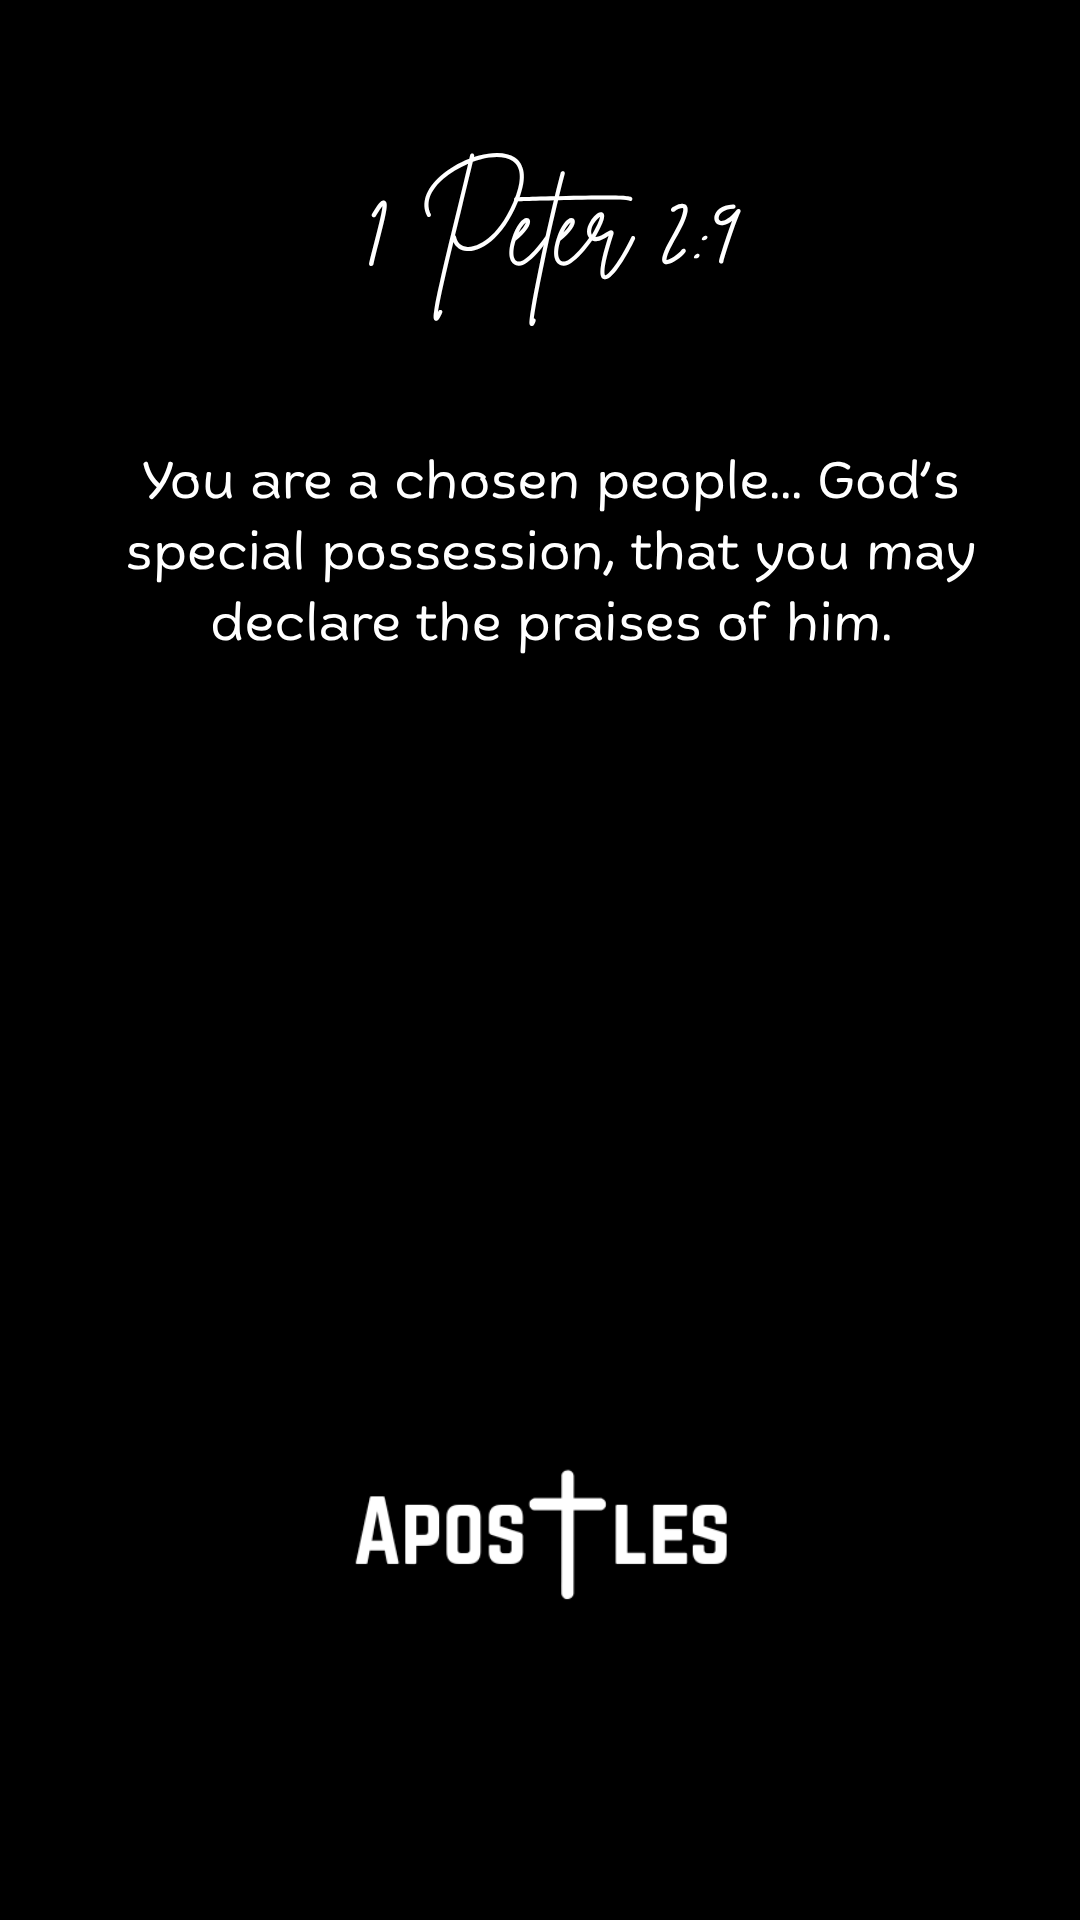 1 Peter 2:9
You are a chosen people... God's
special possession, that you may
declare the praises of him.
Apostles